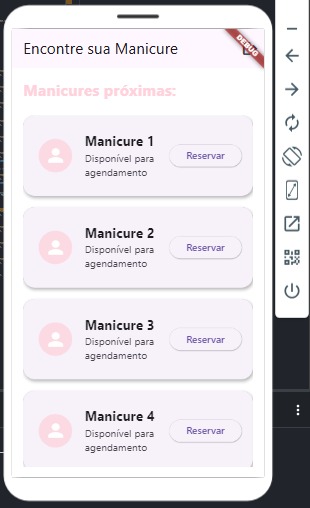 Encontre sua Manicure
DEBUG
Manicures próximas:
Manicure 1
Disponível para
agendamento
Reservar
Manicure 2
Disponível para
agendamento
Reservar
Manicure 3
Disponível para
agendamento
Reservar
Manicure 4
Disponível para
agendamento
Reservar